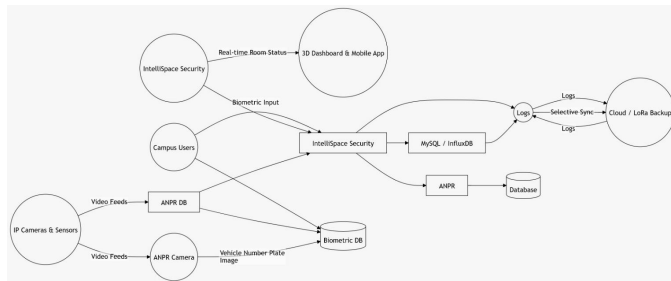 Real-time Room Status
3D Dashboard & Mobile App
IntelliSpace Security
Biometric Input
Logs
Logs
Selective Sync
Cloud / LoRa Backup
Logs
Campus Users
IntelliSpace Security
MySQL / InfluxDB
ANPR
Database
Video Feeds
ANPR DB
IP Cameras & Sensors
Biometric DB
Video Feeds
ANPR Camera
Vehicle Number Plate
Image